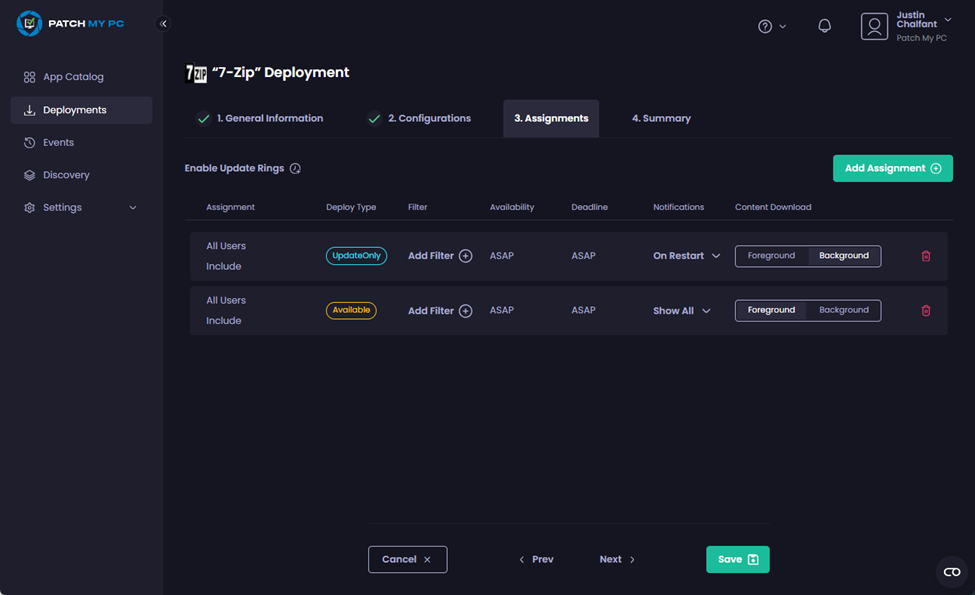 PATCH MY PC
Justin
Chalfant
Patch My PC
App Catalog
Deployments
Events
Discovery
Settings
7ZIP "7-Zip" Deployment
1. General Information 2. Configurations 3. Assignments 4. Summary
Enable Update Rings Add Assignment
Assignment Deploy Type Filter Availability Deadline Notifications Content Download
All Users
Include
UpdateOnly Add Filter ASAP ASAP On Restart Foreground Background
All Users
Include
Available Add Filter ASAP ASAP Show All Foreground Background
Cancel Prev Next Save